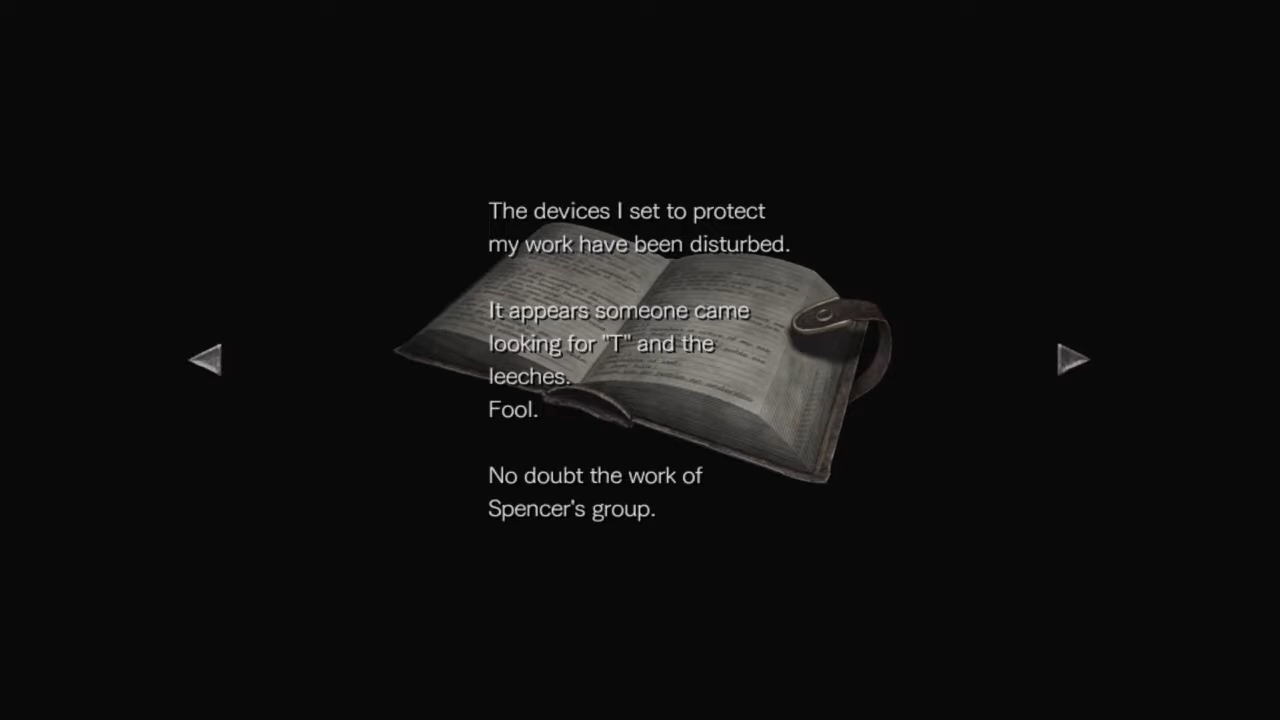 The devices I set to protect
my work have been disturbed.
It appears someone came
looking for "T" and the
leeches.
Fool.
No doubt the work of
Spencer's group.